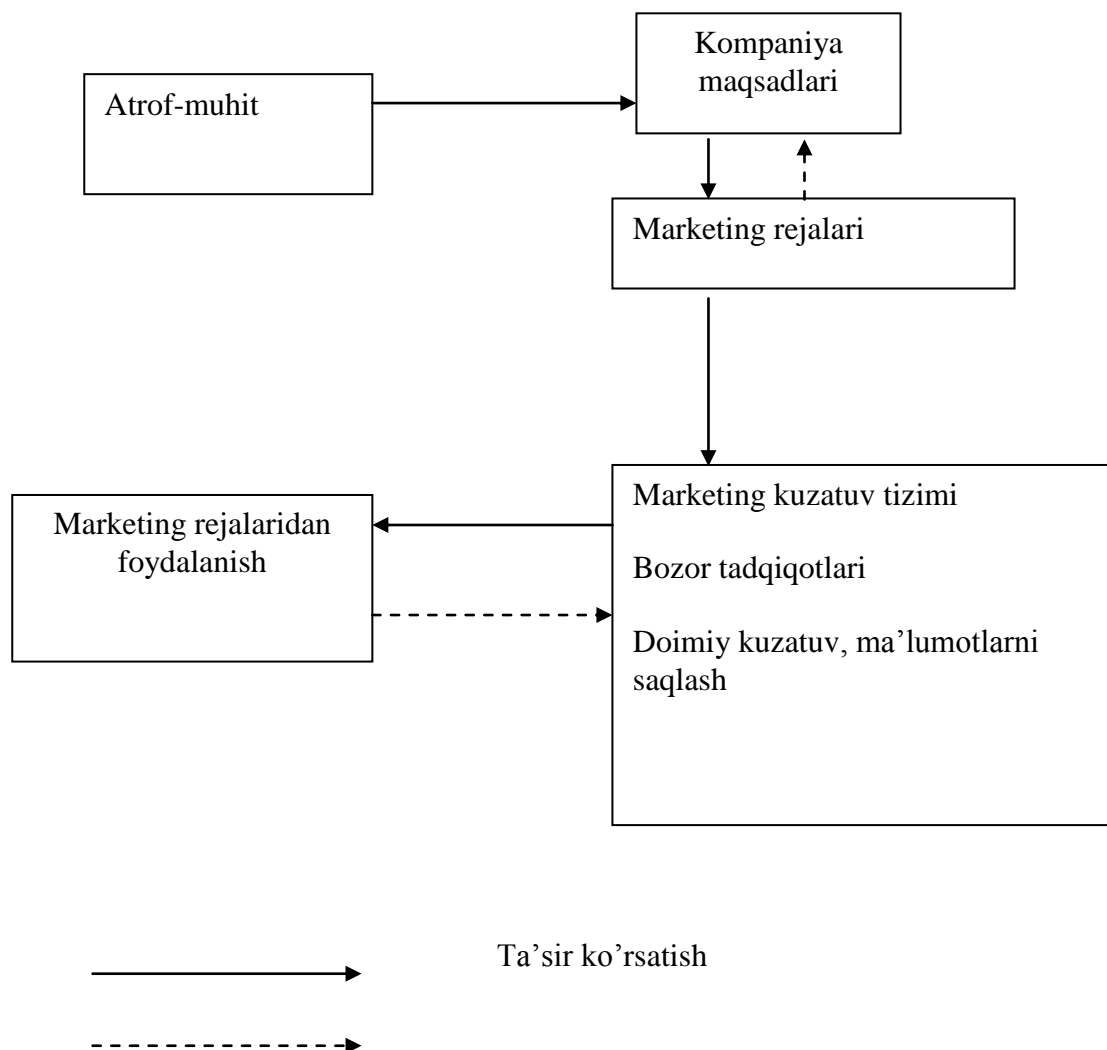 Kompaniya
maqsadlari
Atrof-muhit
Marketing rejalari
Marketing kuzatuv tizimi
Bozor tadqiqotlari
Doimiy kuzatuv, ma’lumotlarni
saqlash
Marketing rejalaridan
foydalanish
Ta’sir ko’rsatish